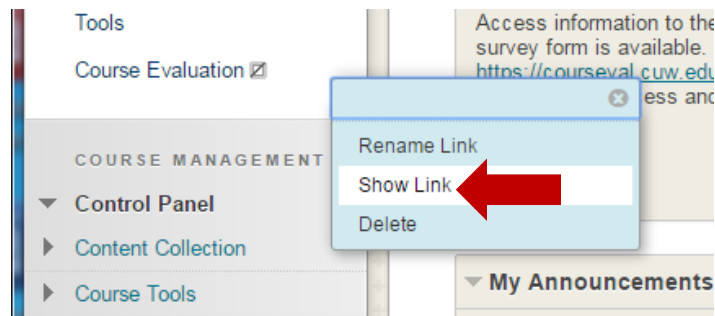 Tools
Course Evaluation
COURSE MANAGEMENT
Control Panel
Content Collection
Course Tools
Rename Link
Show Link
Delete
Access information to the
survey form is available.
https://courseval.cuw.edu
ess and
My Announcements